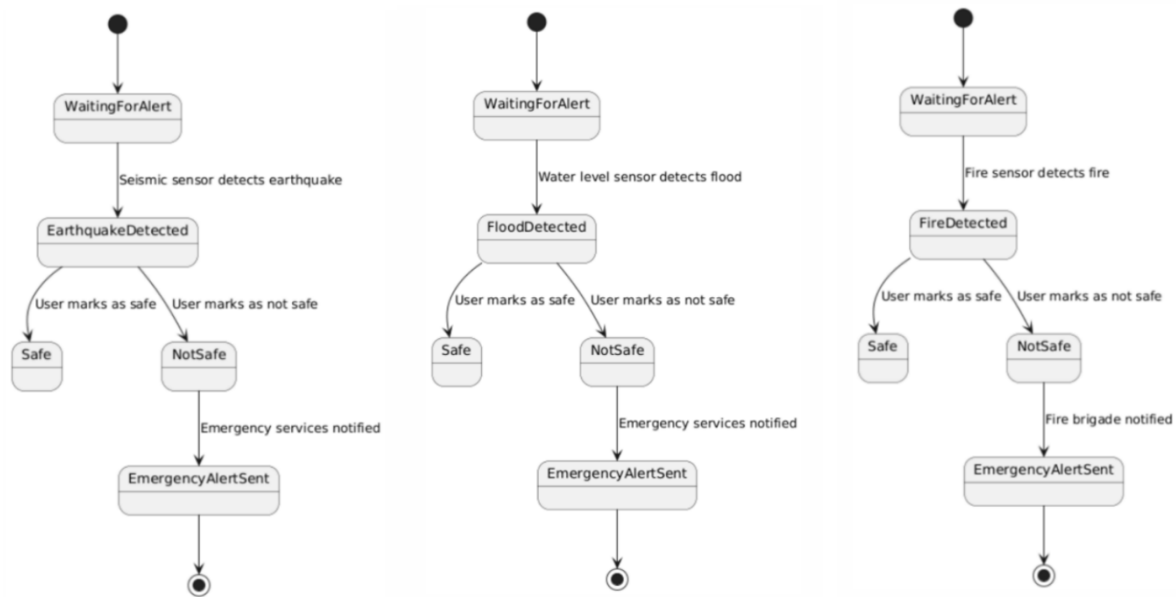 WaitingForAlert
Seismic sensor detects earthquake
EarthquakeDetected
User marks as safe
User marks as not safe
Safe
NotSafe
Emergency services notified
EmergencyAlertSent
WaitingForAlert
Water level sensor detects flood
FloodDetected
User marks as safe
User marks as not safe
Safe
NotSafe
Emergency services notified
EmergencyAlertSent
WaitingForAlert
Fire sensor detects fire
FireDetected
User marks as safe
User marks as not safe
Safe
NotSafe
Fire brigade notified
EmergencyAlertSent